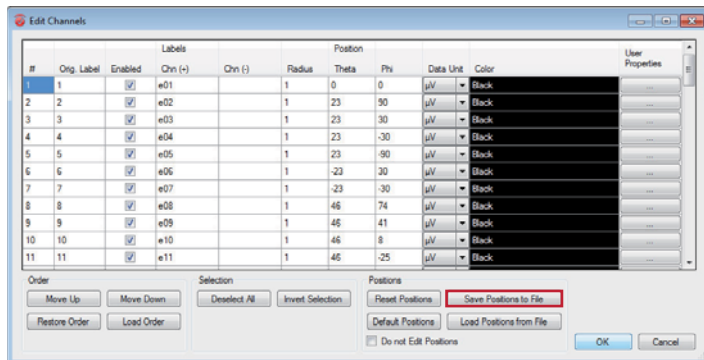 Edit Channels
Labels Position User
# Orig. Label Enabled Chn (+) Chn (-) Radius Theta Phi Data Unit Color Properties
1 1 e01 1 0 0 µV Black ...
2 2 e02 1 23 90 µV Black ...
3 3 e03 1 23 30 µV Black ...
4 4 e04 1 23 -30 µV Black ...
5 5 e05 1 23 -90 µV Black ...
6 6 e06 1 -23 30 µV Black ...
7 7 e07 1 -23 -30 µV Black ...
8 8 e08 1 46 74 µV Black ...
9 9 e09 1 46 41 µV Black ...
10 10 e10 1 46 8 µV Black ...
11 11 e11 1 46 -25 µV Black ...
Order Selection Positions
Move Up Move Down Deselect All Invert Selection Reset Positions Save Positions to File
Restore Order Load Order Default Positions Load Positions from File
Do not Edit Positions
OK Cancel